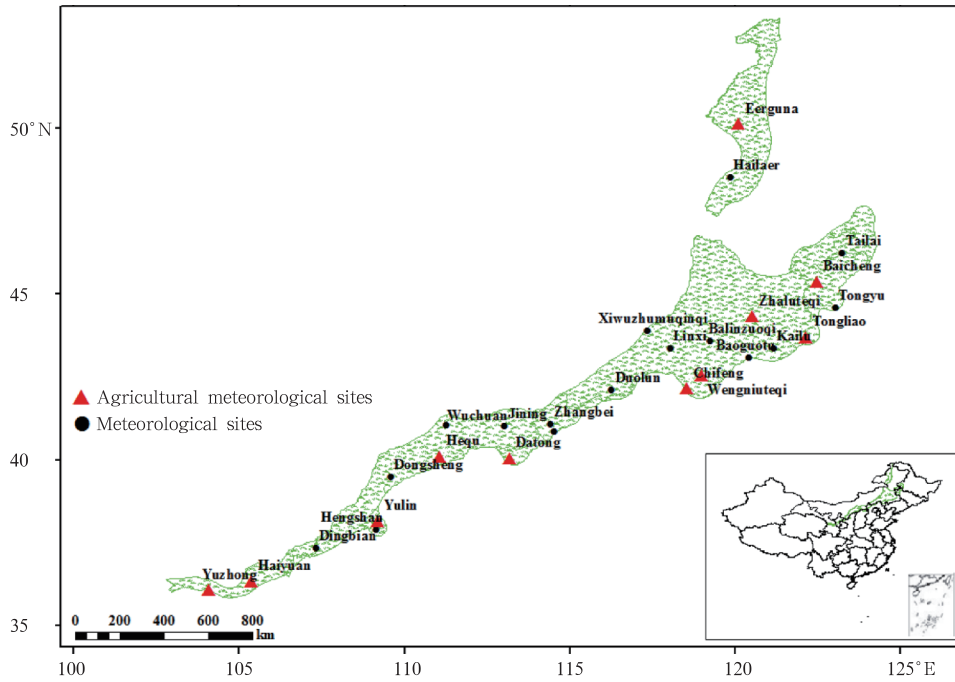 Eerguna
50°N
Hailaer
Tailai
Baicheng
45
Zhaluteqi
Tongyu
Xiwuzhumuqinqi
Balinzuoqi
Tongliao
Linxi
Baoguotu
Kailu
Duolun
Chifeng
Wengniuteqi
Agricultural meteorological sites
Meteorological sites
Wuchuan
Jining
Zhangbei
Hequ
Datong
40
Dongsheng
Yulin
Hengshan
Dingbian
Haiyuan
Yuzhong
0 200 400 600 800
km
35
100 105 110 115 120 125°E